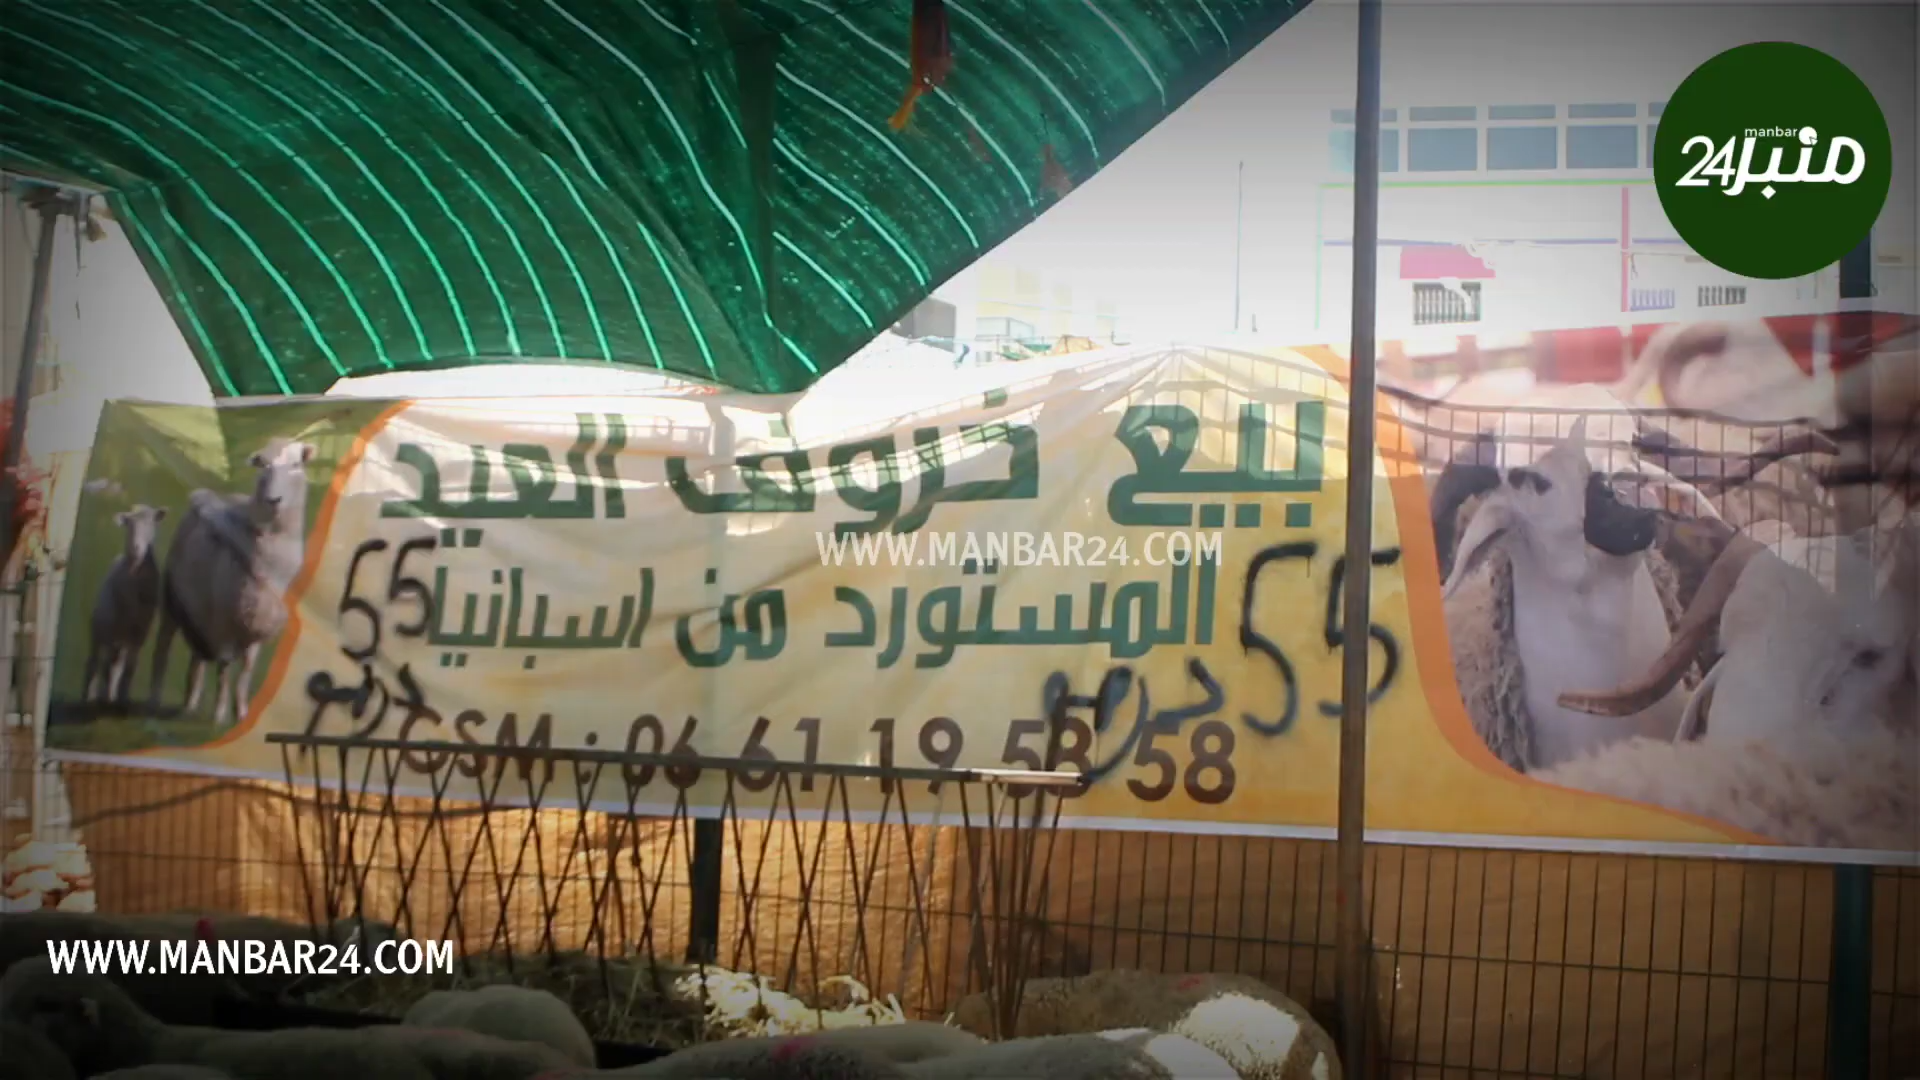 manbar
منبر24
بيع خروف العيد
WWW.MANBAR24.COM
المستورد من اسبانيا
55 درهم
55 درهم
GSM : 06 61 19 58 58
WWW.MANBAR24.COM